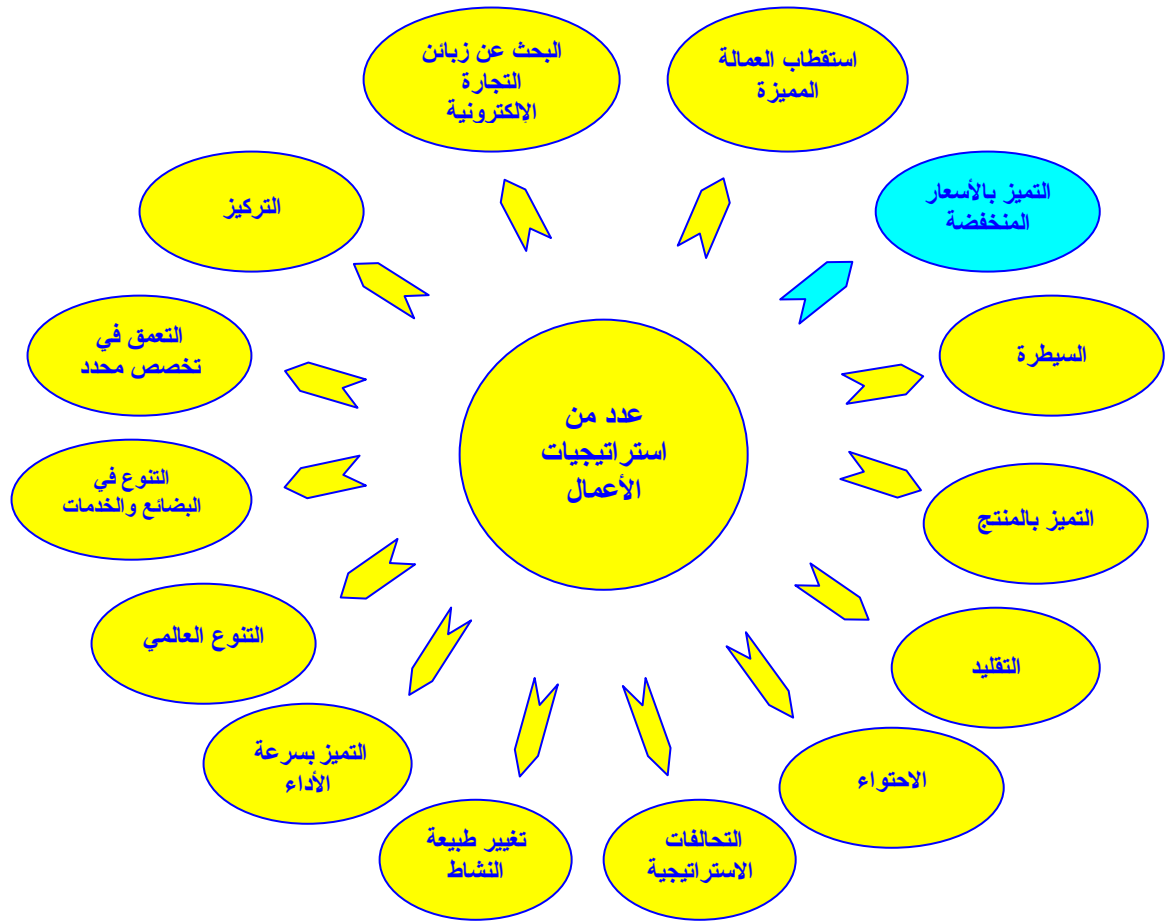 البحث عن زبائن
التجارة
الإلكترونية
استقطاب العمالة
المميزة
التميز بالأسعار
المنخفضة
التركيز
السيطرة
التعمق في
تخصص محدد
عدد من
استراتيجيات
الأعمال
التنوع في
البضائع والخدمات
التميز بالمنتج
التنوع العالمي
التقليد
التميز بسرعة
الأداء
الاحتواء
تغيير طبيعة
النشاط
التحالفات
الاستراتيجية